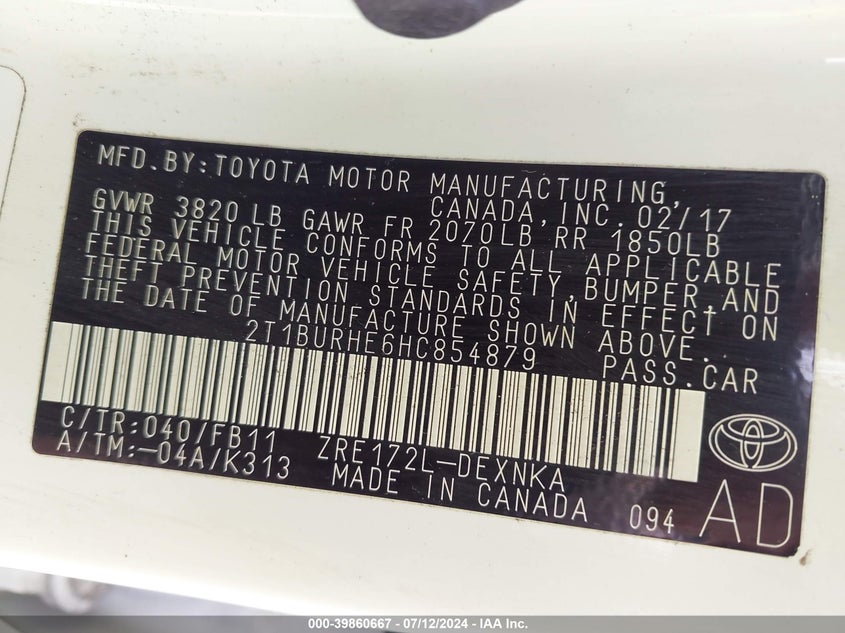 MFD.BY:TOYOTA MOTOR MANUFACTURING,
CANADA,INC. 02/17
GVWR 3820 LB GAWR FR 2070LB RR 1850LB
THIS VEHICLE CONFORMS TO ALL APPLICABLE
FEDERAL MOTOR VEHICLE SAFETY,BUMPER,AND
THEFT PREVENTION STANDARDS IN EFFECT ON
THE DATE OF MANUFACTURE SHOWN ABOVE.
2T1BURHE6HC854879 PASS.CAR
C/TR:040/FB11 ZRE172L-DEXNKA
A/TM:-04A/K313 MADE IN CANADA 094 AD
000-39860667 - 07/12/2024 - IAA Inc.